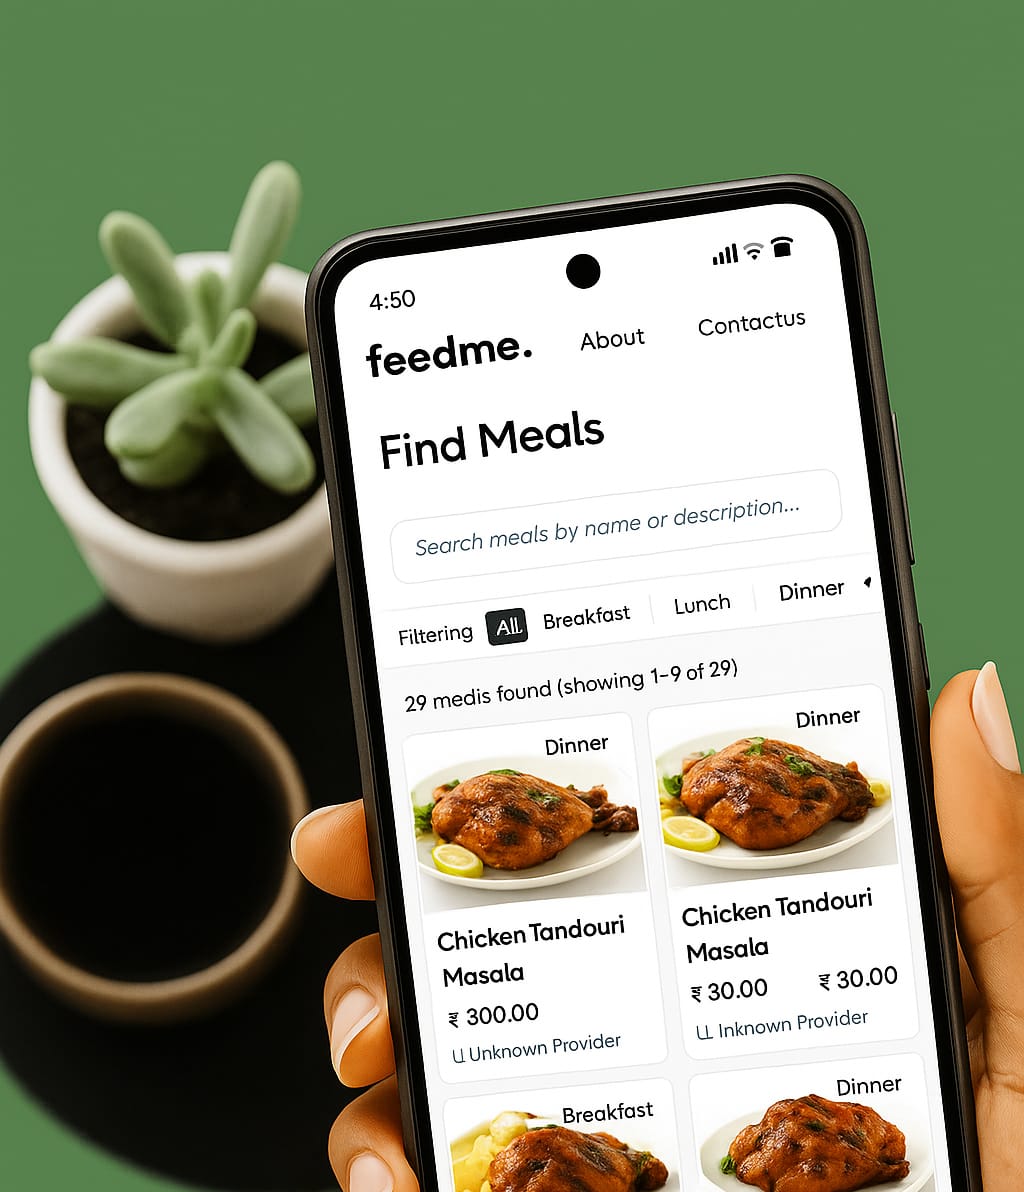 4:50
feedme. About Contactus
Find Meals
Search meals by name or description...
Filtering All Breakfast Lunch Dinner
29 medis found (showing 1–9 of 29)
Dinner
Chicken Tandouri
Masala
₹ 300.00
Unknown Provider
Dinner
Chicken Tandouri
Masala
₹ 30.00 ₹ 30.00
Inknown Provider
Breakfast
Dinner